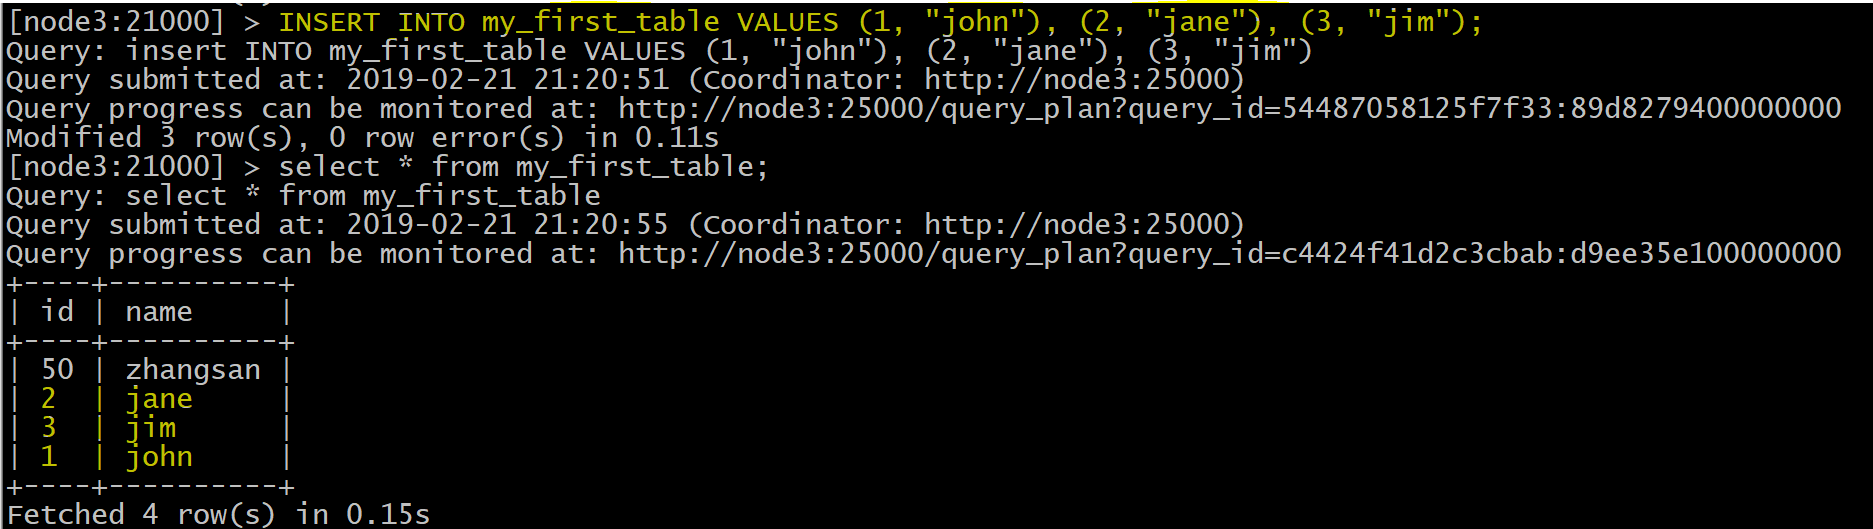 [node3:21000] > INSERT INTO my_first_table VALUES (1, "john"), (2, "jane"), (3, "jim");
Query: insert INTO my_first_table VALUES (1, "john"), (2, "jane"), (3, "jim")
Query submitted at: 2019-02-21 21:20:51 (Coordinator: http://node3:25000)
Query progress can be monitored at: http://node3:25000/query_plan?query_id=54487058125f7f33:89d8279400000000
Modified 3 row(s), 0 row error(s) in 0.11s
[node3:21000] > select * from my_first_table;
Query: select * from my_first_table
Query submitted at: 2019-02-21 21:20:55 (Coordinator: http://node3:25000)
Query progress can be monitored at: http://node3:25000/query_plan?query_id=c4424f41d2c3cbab:d9ee35e100000000
+----+----------+
| id | name     |
+----+----------+
| 50 | zhangsan |
| 2  | jane     |
| 3  | jim      |
| 1  | john     |
+----+----------+
Fetched 4 row(s) in 0.15s